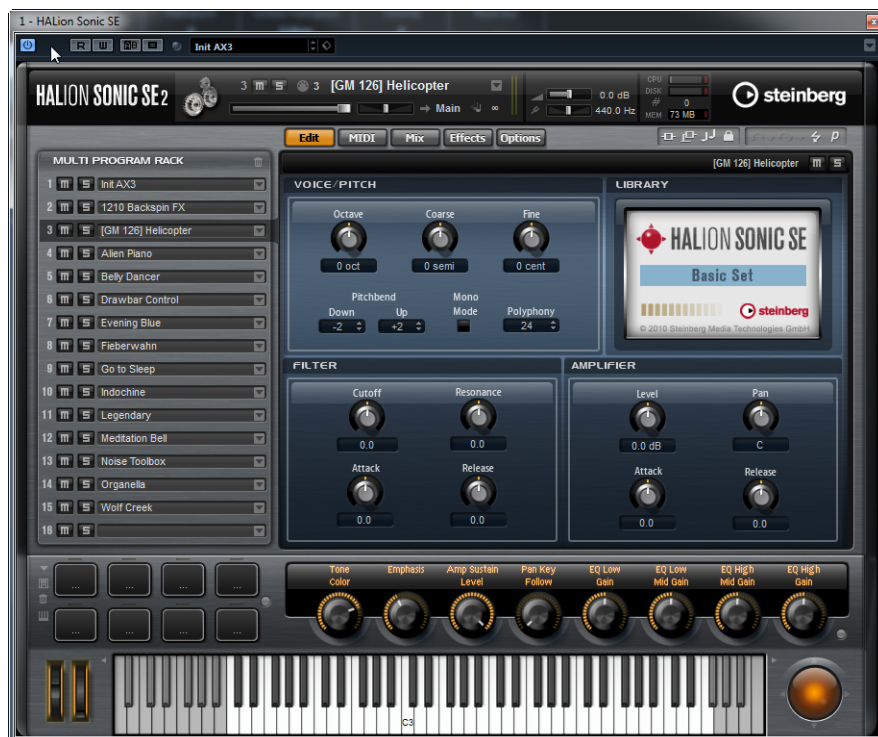 1 - HALion Sonic SE
R W AB Init AX3
HALION SONIC SE 2
3 m S 3 [GM 126] Helicopter
Main ∞
0.0 dB
440.0 Hz
CPU
DISK
# 0
MEM 73 MB
steinberg
Edit MIDI Mix Effects Options
MULTI PROGRAM RACK
1 m S Init AX3
2 m S 1210 Backspin FX
3 m S [GM 126] Helicopter
4 m S Alien Piano
5 m S Belly Dancer
6 m S Drawbar Control
7 m S Evening Blue
8 m S Fieberwahn
9 m S Go to Sleep
10 m S Indochine
11 m S Legendary
12 m S Meditation Bell
13 m S Noise Toolbox
14 m S Organella
15 m S Wolf Creek
16 m S
[GM 126] Helicopter m S
VOICE/PITCH
Octave Coarse Fine
0 oct 0 semi 0 cent
Pitchbend Mono
Down Up Mode Polyphony
-2 +2 24
LIBRARY
HALION SONIC SE
Basic Set
steinberg
© 2010 Steinberg Media Technologies GmbH
FILTER
Cutoff Resonance
0.0 0.0
Attack Release
0.0 0.0
AMPLIFIER
Level Pan
0.0 dB C
Attack Release
0.0 0.0
... ... ... ...
... ... ... ...
Tone Emphasis Amp Sustain Pan Key EQ Low EQ Low EQ High EQ High
Color Level Follow Gain Mid Gain Mid Gain Gain
C3